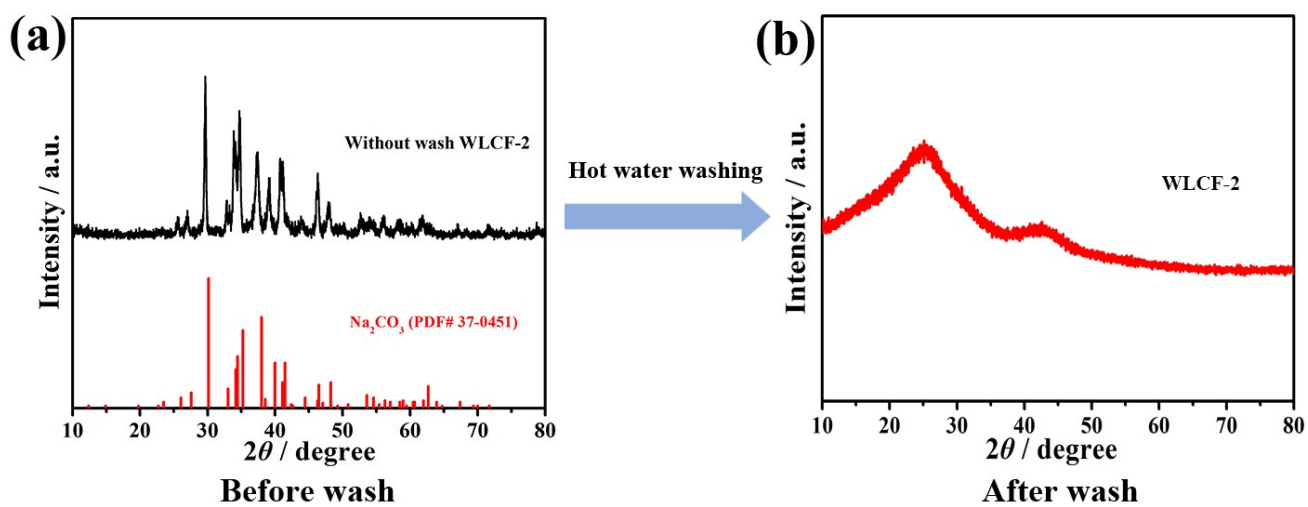 (a)
Intensity / a.u.
Without wash WLCF-2
Na₂CO₃ (PDF# 37-0451)
10 20 30 40 50 60 70 80
2θ / degree
Before wash
Hot water washing
(b)
Intensity / a.u.
WLCF-2
10 20 30 40 50 60 70 80
2θ / degree
After wash